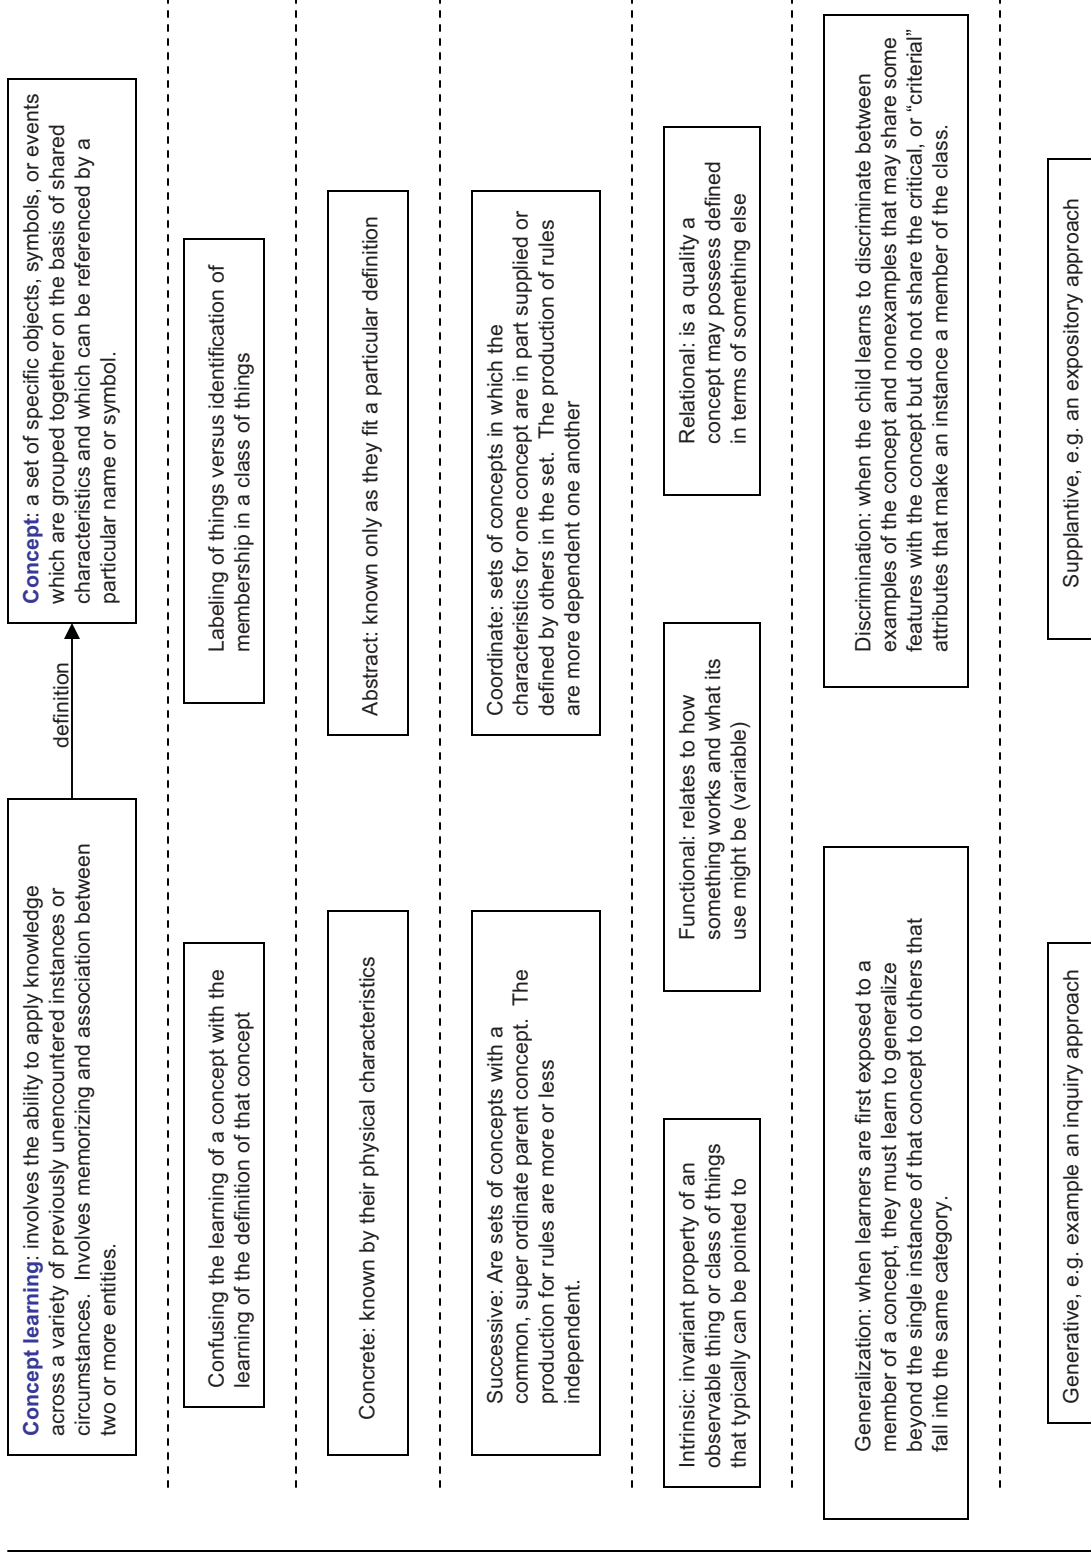 Concept learning: involves the ability to apply knowledge
across a variety of previously unencountered instances or
circumstances. Involves memorizing and association between
two or more entities.
definition
Concept: a set of specific objects, symbols, or events
which are grouped together on the basis of shared
characteristics and which can be referenced by a
particular name or symbol.
Confusing the learning of a concept with the
learning of the definition of that concept
Labeling of things versus identification of
membership in a class of things
Concrete: known by their physical characteristics
Abstract: known only as they fit a particular definition
Successive: Are sets of concepts with a
common, super ordinate parent concept. The
production for rules are more or less
independent.
Coordinate: sets of concepts in which the
characteristics for one concept are in part supplied or
defined by others in the set. The production of rules
are more dependent one another
Intrinsic: invariant property of an
observable thing or class of things
that typically can be pointed to
Functional: relates to how
something works and what its
use might be (variable)
Relational: is a quality a
concept may possess defined
in terms of something else
Generalization: when learners are first exposed to a
member of a concept, they must learn to generalize
beyond the single instance of that concept to others that
fall into the same category.
Discrimination: when the child learns to discriminate between
examples of the concept and nonexamples that may share some
features with the concept but do not share the critical, or “criterial”
attributes that make an instance a member of the class.
Generative, e.g. example an inquiry approach
Supplantive, e.g. an expository approach